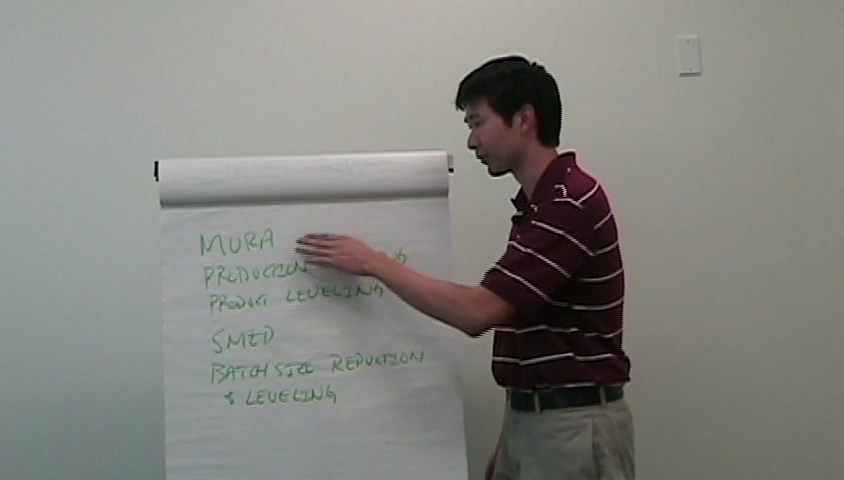 MURA
PRODUCTION
PRODUCT LEVELING
SMED
BATCH SIZE REDUCTION
& LEVELING